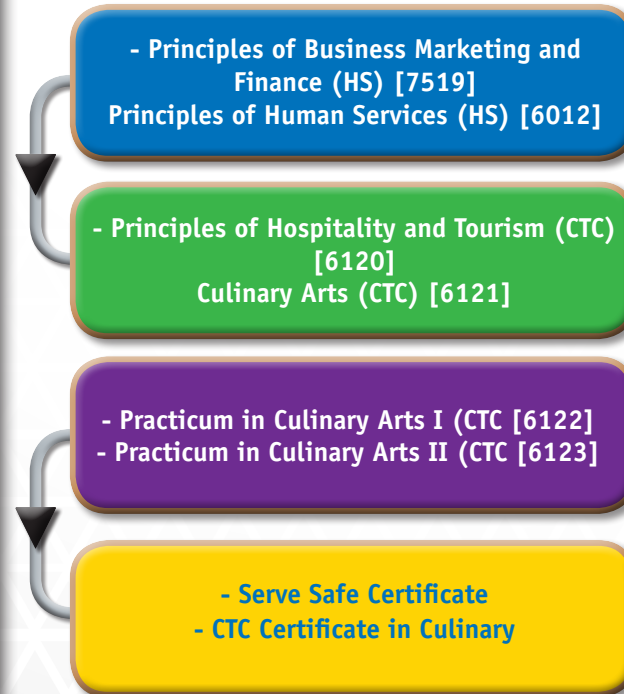 - Principles of Business Marketing and
Finance (HS) [7519]
Principles of Human Services (HS) [6012]
- Principles of Hospitality and Tourism (CTC)
[6120]
Culinary Arts (CTC) [6121]
- Practicum in Culinary Arts I (CTC [6122]
- Practicum in Culinary Arts II (CTC [6123]
- Serve Safe Certificate
- CTC Certificate in Culinary